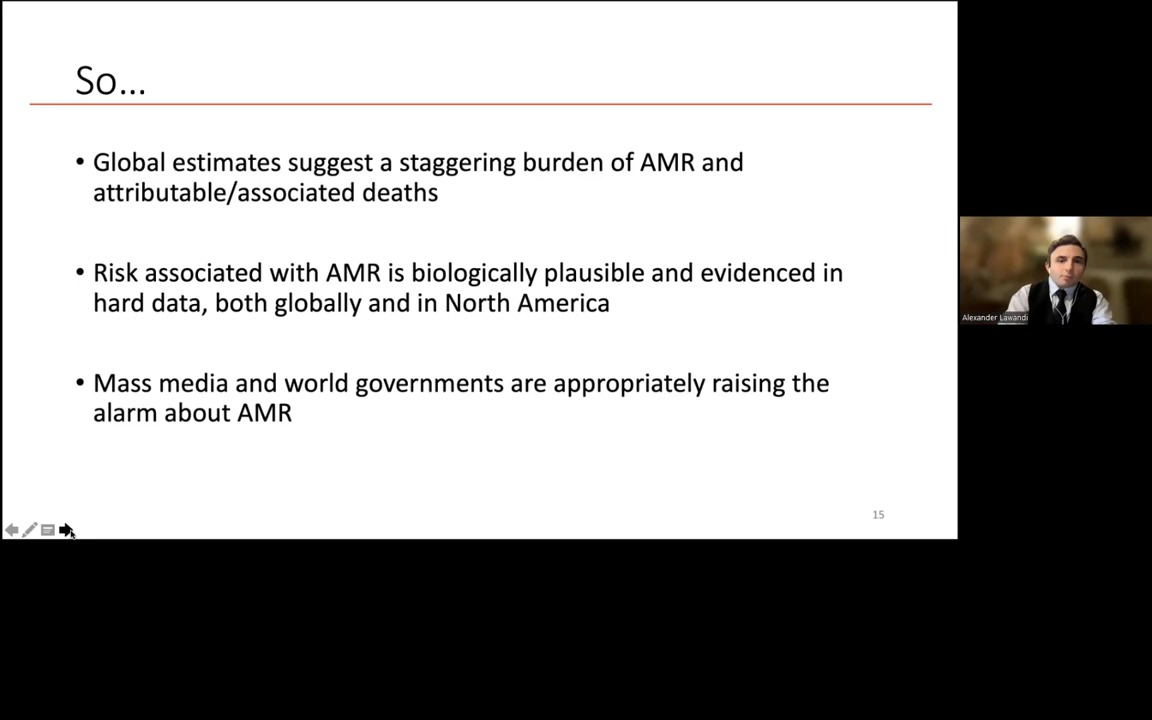 So...
• Global estimates suggest a staggering burden of AMR and
attributable/associated deaths
• Risk associated with AMR is biologically plausible and evidenced in
hard data, both globally and in North America
• Mass media and world governments are appropriately raising the
alarm about AMR
15
Alexander Lawandi